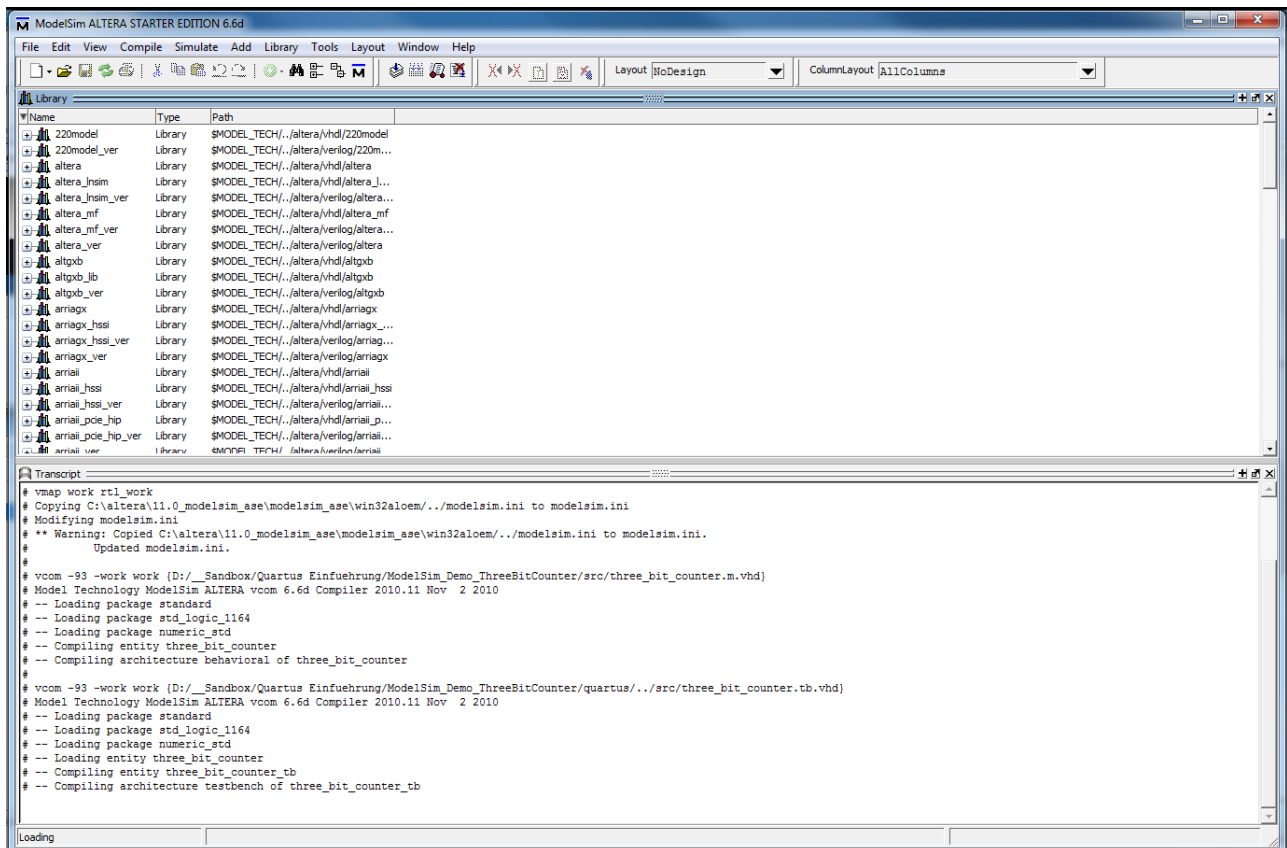 ModelSim ALTERA STARTER EDITION 6.6d
File Edit View Compile Simulate Add Library Tools Layout Window Help
Layout NoDesign ColumnLayout AllColumns
Library
Name Type Path
220model Library $MODEL_TECH/../altera/vhdl/220model
220model_ver Library $MODEL_TECH/../altera/verilog/220m...
altera Library $MODEL_TECH/../altera/vhdl/altera
altera_lnsim Library $MODEL_TECH/../altera/vhdl/altera_l...
altera_lnsim_ver Library $MODEL_TECH/../altera/verilog/altera...
altera_mf Library $MODEL_TECH/../altera/vhdl/altera_mf
altera_mf_ver Library $MODEL_TECH/../altera/verilog/altera...
altera_ver Library $MODEL_TECH/../altera/verilog/altera
altgxb Library $MODEL_TECH/../altera/vhdl/altgxb
altgxb_lib Library $MODEL_TECH/../altera/vhdl/altgxb
altgxb_ver Library $MODEL_TECH/../altera/verilog/altgxb
arriagx Library $MODEL_TECH/../altera/vhdl/arriagx
arriagx_hssi Library $MODEL_TECH/../altera/vhdl/arriagx_...
arriagx_hssi_ver Library $MODEL_TECH/../altera/verilog/arriag...
arriagx_ver Library $MODEL_TECH/../altera/verilog/arriagx
arriaii Library $MODEL_TECH/../altera/vhdl/arriaii
arriaii_hssi Library $MODEL_TECH/../altera/vhdl/arriaii_hssi
arriaii_hssi_ver Library $MODEL_TECH/../altera/verilog/arriaii...
arriaii_pcie_hip Library $MODEL_TECH/../altera/vhdl/arriaii_p...
arriaii_pcie_hip_ver Library $MODEL_TECH/../altera/verilog/arriaii...
arriaii_ver Library $MODEL_TECH/../altera/verilog/arriaii
Transcript
# vmap work rtl_work
# Copying C:\altera\11.0_modelsim_ase\modelsim_ase\win32aloem/../modelsim.ini to modelsim.ini
# Modifying modelsim.ini
# ** Warning: Copied C:\altera\11.0_modelsim_ase\modelsim_ase\win32aloem/../modelsim.ini to modelsim.ini.
# Updated modelsim.ini.
#
# vcom -93 -work work {D:/__Sandbox/Quartus Einfuehrung/ModelSim_Demo_ThreeBitCounter/src/three_bit_counter.m.vhd}
# Model Technology ModelSim ALTERA vcom 6.6d Compiler 2010.11 Nov 2 2010
# -- Loading package standard
# -- Loading package std_logic_1164
# -- Loading package numeric_std
# -- Compiling entity three_bit_counter
# -- Compiling architecture behavioral of three_bit_counter
#
# vcom -93 -work work {D:/__Sandbox/Quartus Einfuehrung/ModelSim_Demo_ThreeBitCounter/quartus/../src/three_bit_counter.tb.vhd}
# Model Technology ModelSim ALTERA vcom 6.6d Compiler 2010.11 Nov 2 2010
# -- Loading package standard
# -- Loading package std_logic_1164
# -- Loading package numeric_std
# -- Loading entity three_bit_counter
# -- Compiling entity three_bit_counter_tb
# -- Compiling architecture testbench of three_bit_counter_tb
Loading